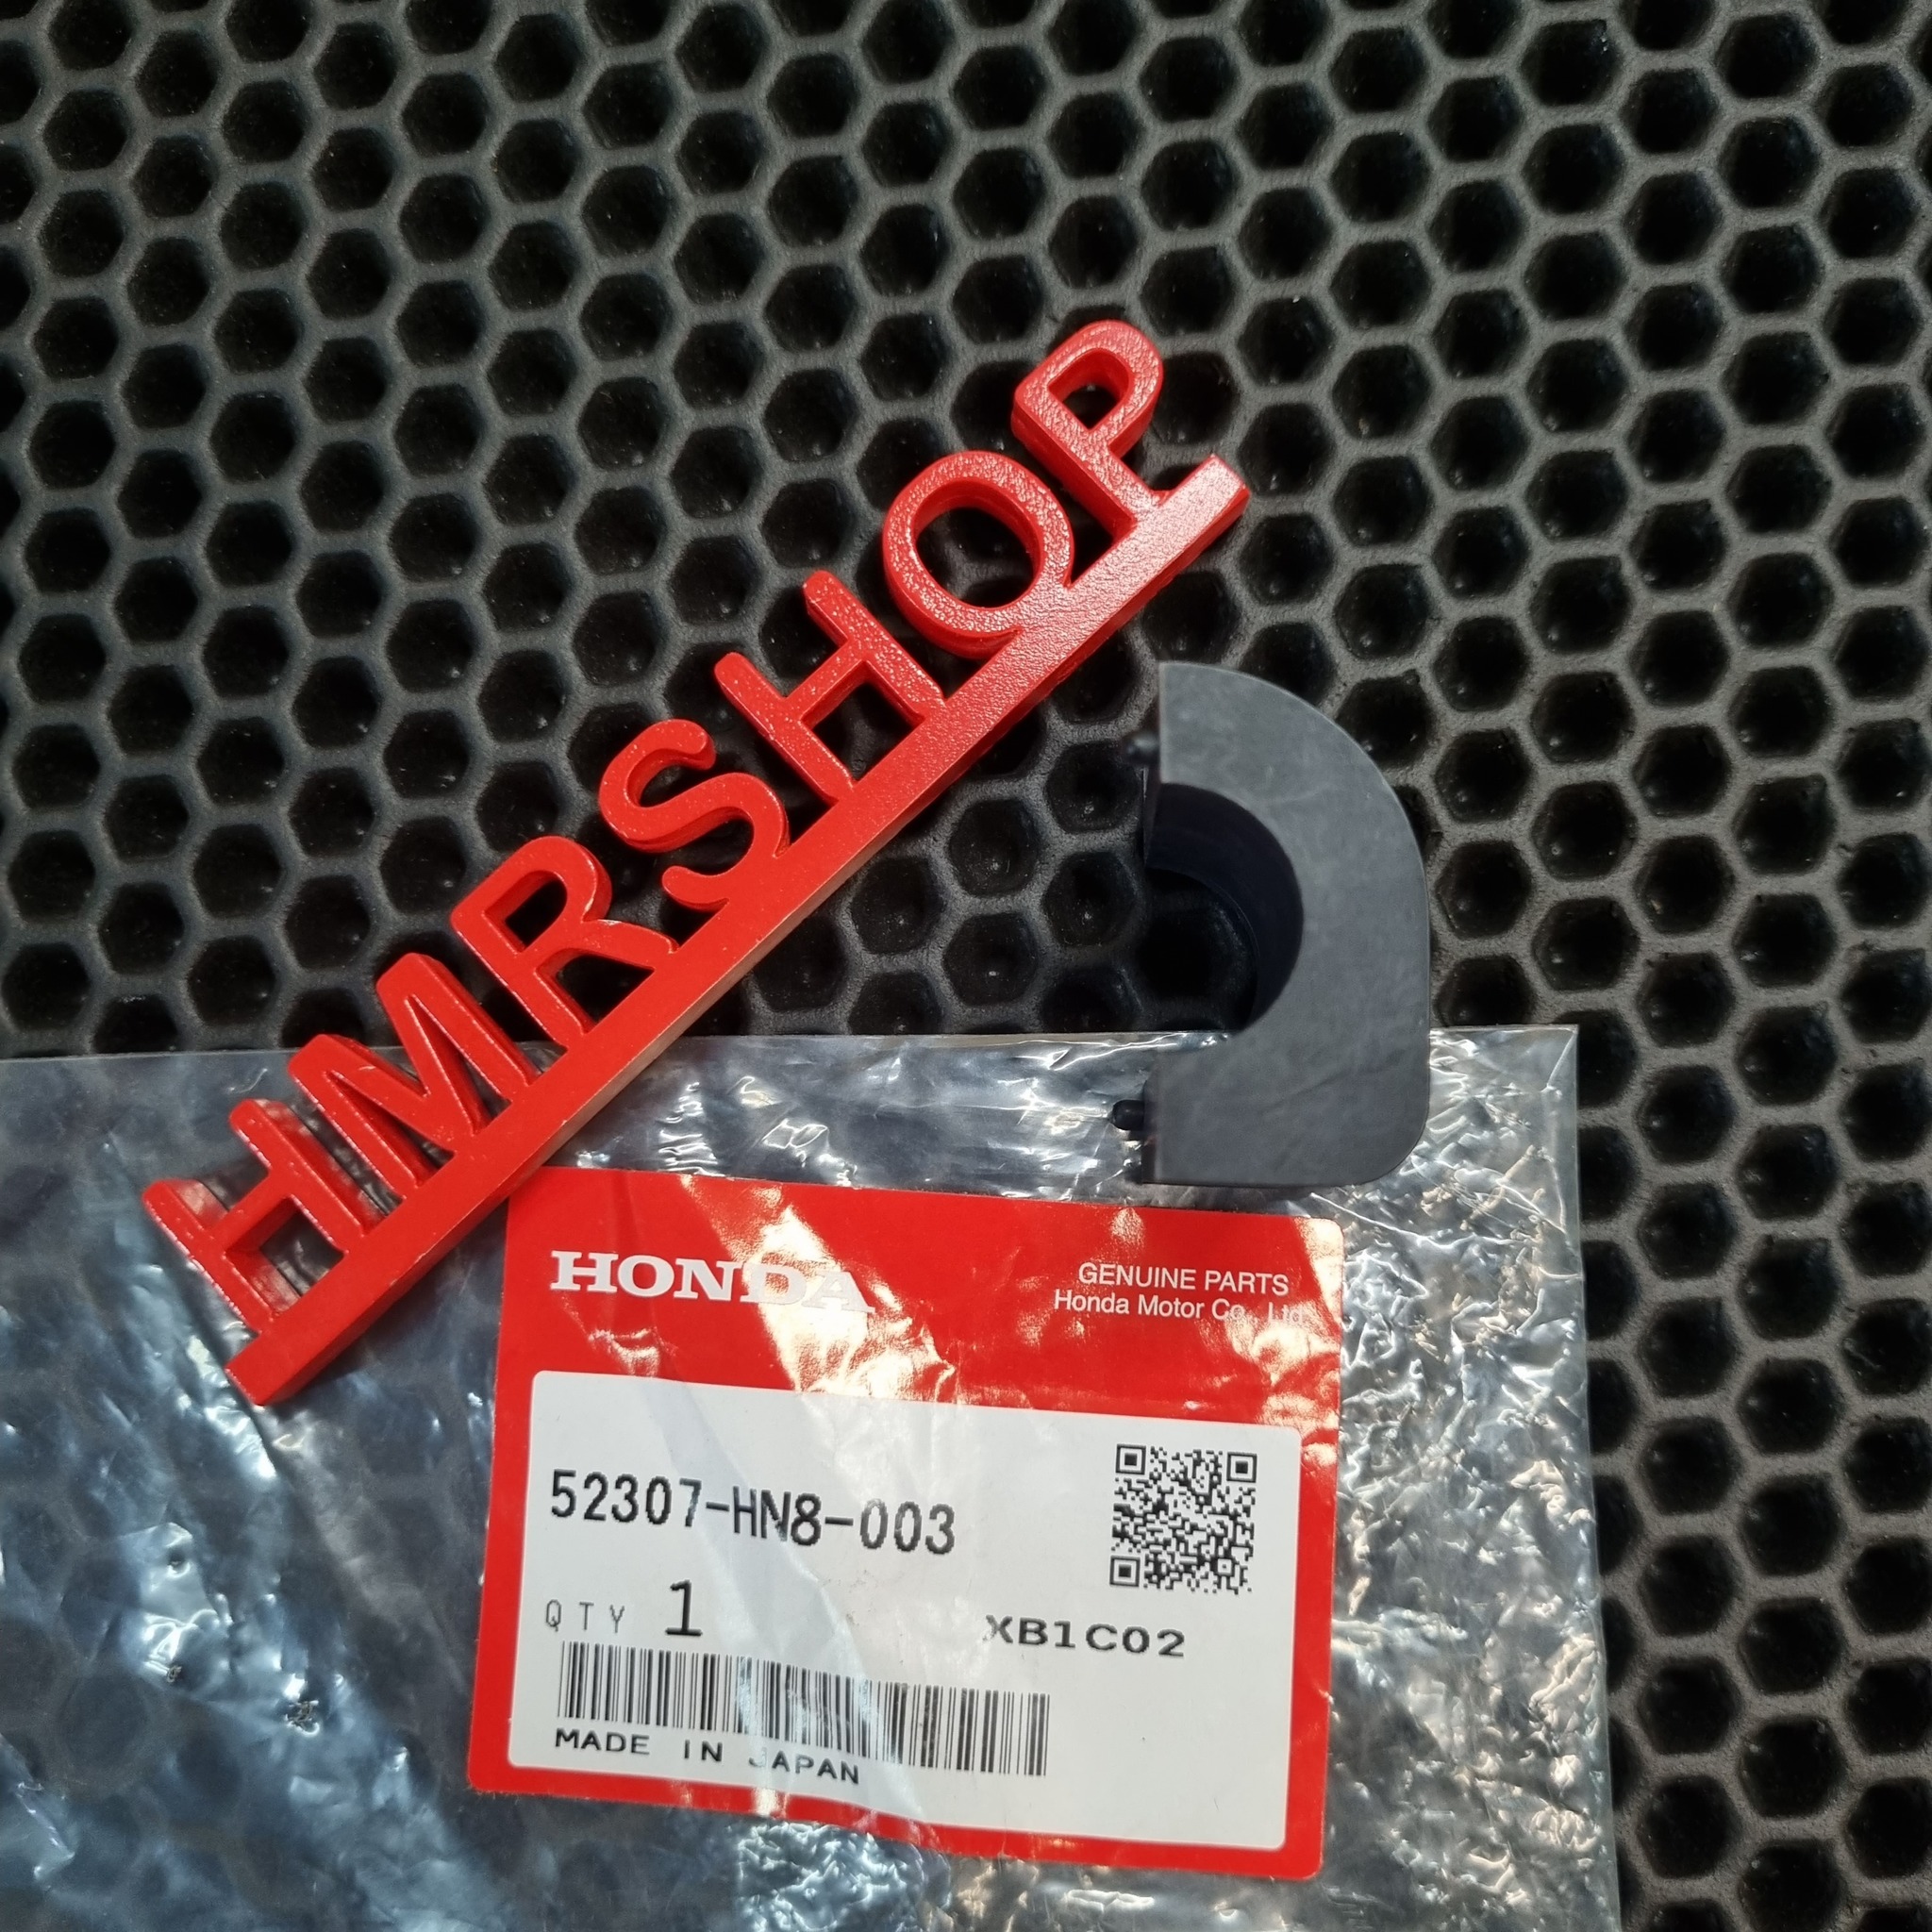 HMRSHOP
HONDA
GENUINE PARTS
Honda Motor Co., Ltd.
52307-HN8-003
QTY 1
XB1C02
MADE IN JAPAN